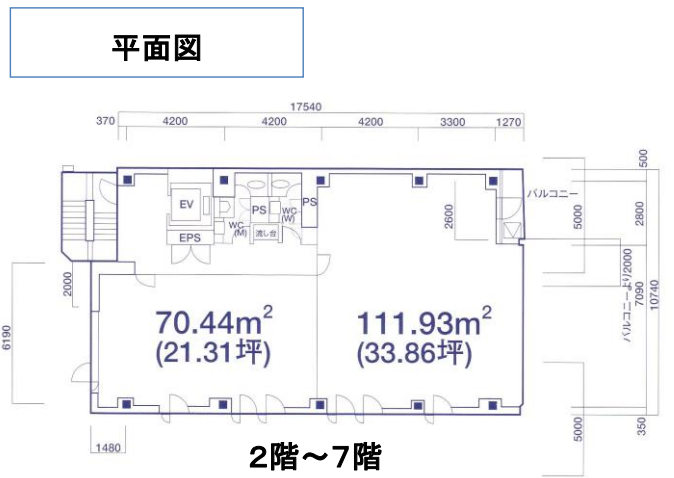 平面図
17540
370 4200 4200 4200 3300 1270
EV
EPS
WC
(M)
PS
WC
(W)
流し台
PS
2600
バルコニー
5000
500
2800
バルコニーより2000
7090
10740
350
5000
2000
6190
1480
70.44m²
(21.31坪)
111.93m²
(33.86坪)
2階～7階